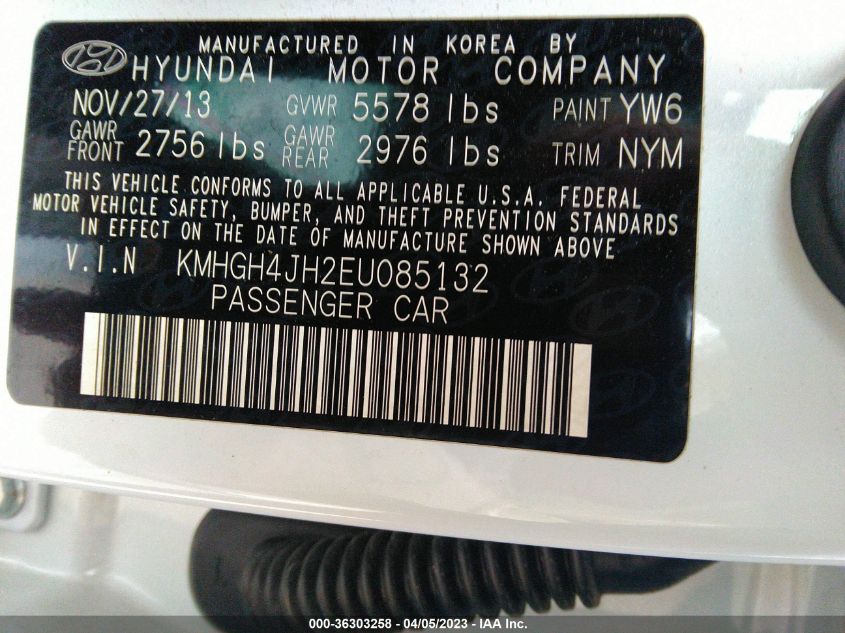 MANUFACTURED IN KOREA BY
HYUNDAI MOTOR COMPANY
NOV/27/13 GVWR 5578 lbs PAINT YW6
GAWR FRONT 2756 lbs GAWR REAR 2976 lbs TRIM NYM
THIS VEHICLE CONFORMS TO ALL APPLICABLE U.S.A. FEDERAL
MOTOR VEHICLE SAFETY, BUMPER, AND THEFT PREVENTION STANDARDS
IN EFFECT ON THE DATE OF MANUFACTURE SHOWN ABOVE
V.I.N KMHGH4JH2EU085132
PASSENGER CAR
000-36303258 - 04/05/2023 - IAA Inc.